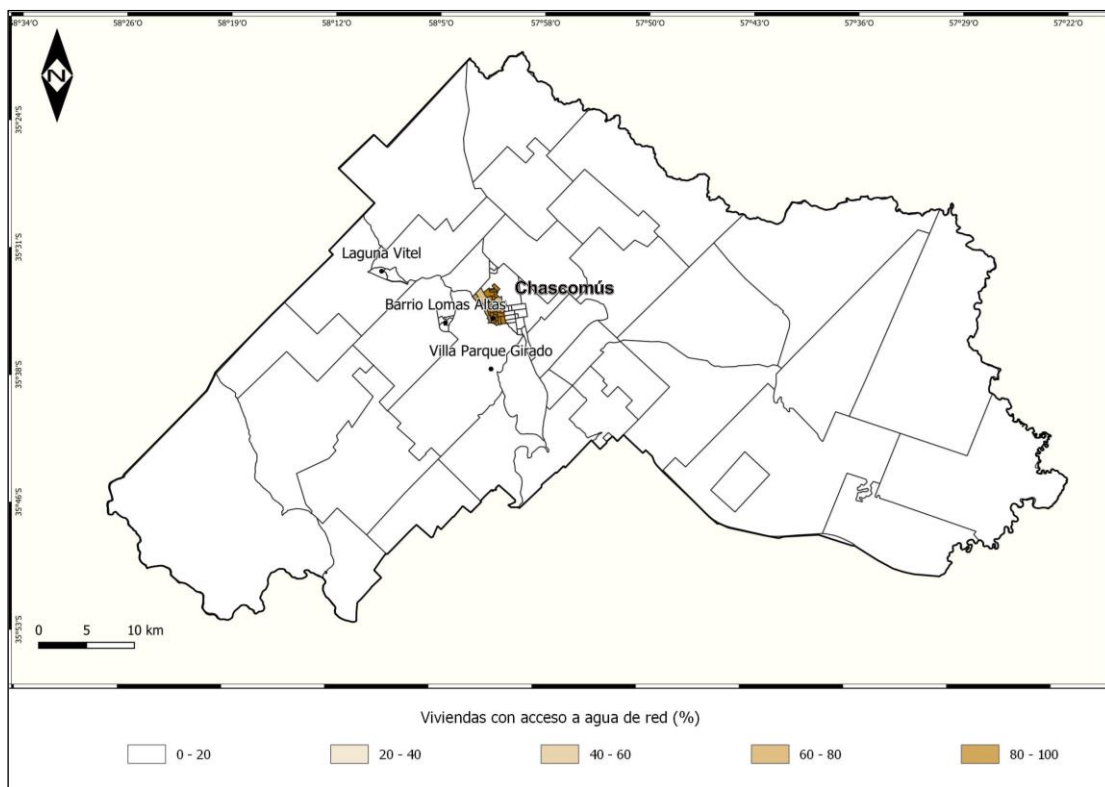 58°34'O 58°26'O 58°19'O 58°12'O 58°5'O 57°58'O 57°50'O 57°43'O 57°36'O 57°29'O 57°22'O
N
35°24'S
35°31'S
Laguna Vitel
Chascomús
Barrio Lomas Altas
Villa Parque Girado
35°38'S
35°46'S
35°53'S
0 5 10 km
Viviendas con acceso a agua de red (%)
0 - 20 20 - 40 40 - 60 60 - 80 80 - 100